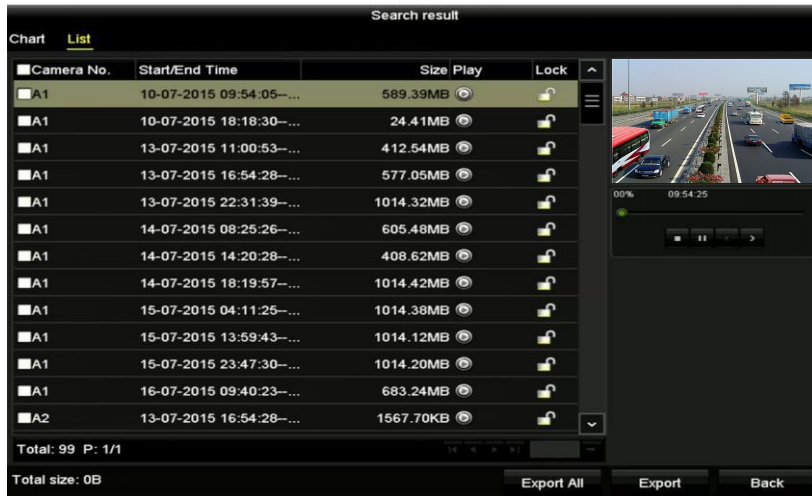 Search result
Chart List
Camera No. Start/End Time Size Play Lock
A1 10-07-2015 09:54:05--... 589.39MB
A1 10-07-2015 18:18:30--... 24.41MB
A1 13-07-2015 11:00:53--... 412.54MB
A1 13-07-2015 16:54:28--... 577.05MB
A1 13-07-2015 22:31:39--... 1014.32MB
A1 14-07-2015 08:25:26--... 605.48MB
A1 14-07-2015 14:20:28--... 408.62MB
A1 14-07-2015 18:19:57--... 1014.42MB
A1 15-07-2015 04:11:25--... 1014.38MB
A1 15-07-2015 13:59:43--... 1014.12MB
A1 15-07-2015 23:47:30--... 1014.20MB
A1 16-07-2015 09:40:23--... 683.24MB
A2 13-07-2015 16:54:28--... 1567.70KB
00% 09:54:25
Total: 99 P: 1/1
Total size: 0B
Export All Export Back